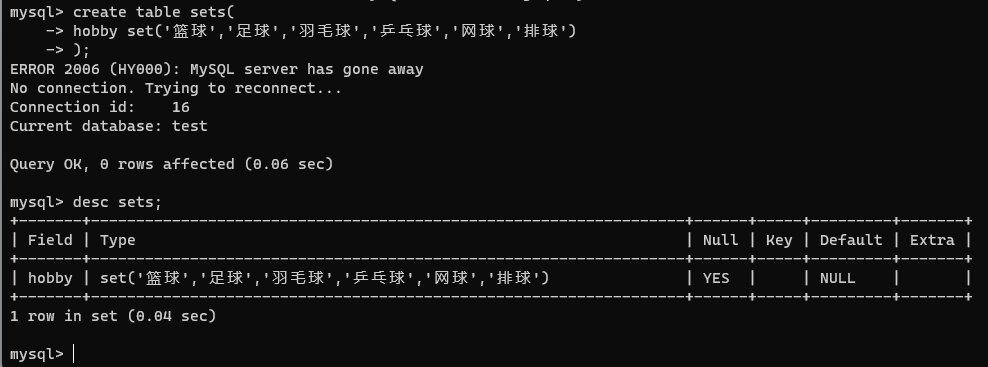 mysql> create table sets(
    -> hobby set('篮球','足球','羽毛球','乒乓球','网球','排球')
    -> );
ERROR 2006 (HY000): MySQL server has gone away
No connection. Trying to reconnect...
Connection id:    16
Current database: test

Query OK, 0 rows affected (0.06 sec)

mysql> desc sets;
+-------+------------------------------------------------------------------+------+-----+---------+-------+
| Field | Type                                                             | Null | Key | Default | Extra |
+-------+------------------------------------------------------------------+------+-----+---------+-------+
| hobby | set('篮球','足球','羽毛球','乒乓球','网球','排球')               | YES  |     | NULL    |       |
+-------+------------------------------------------------------------------+------+-----+---------+-------+
1 row in set (0.04 sec)

mysql>